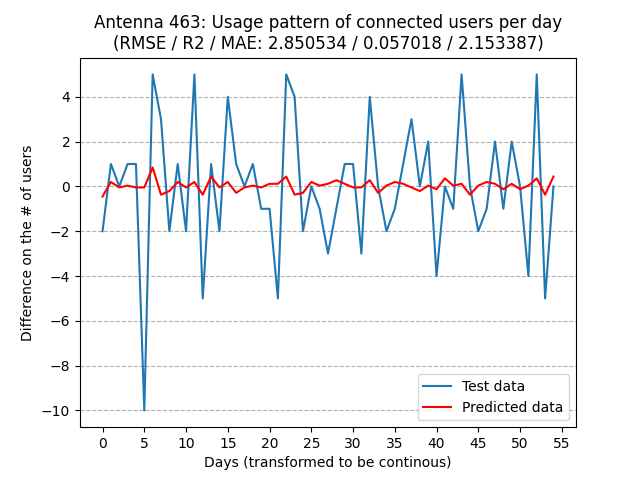 Antenna 463: Usage pattern of connected users per day
(RMSE / R2 / MAE: 2.850534 / 0.057018 / 2.153387)
Difference on the # of users
4
2
0
−2
−4
−6
−8
−10
Test data
Predicted data
0 5 10 15 20 25 30 35 40 45 50 55
Days (transformed to be continous)